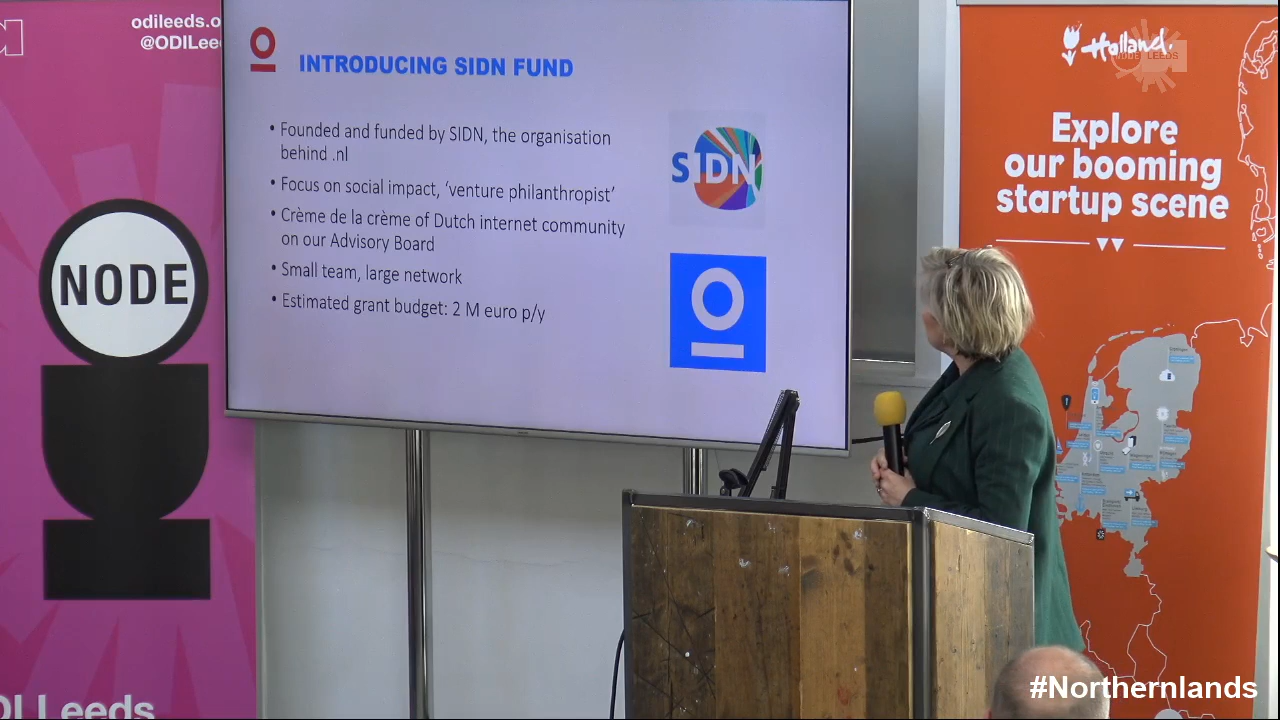 odileeds.o
@ODILee
NODE
ODI Leeds
INTRODUCING SIDN FUND
• Founded and funded by SIDN, the organisation
behind .nl
• Focus on social impact, ‘venture philanthropist’
• Crème de la crème of Dutch Internet community
on our Advisory Board
• Small team, large network
• Estimated grant budget: 2 M euro p/y
SIDN
Holland.
NODE LEEDS
Explore
our booming
startup scene
#Northernlands